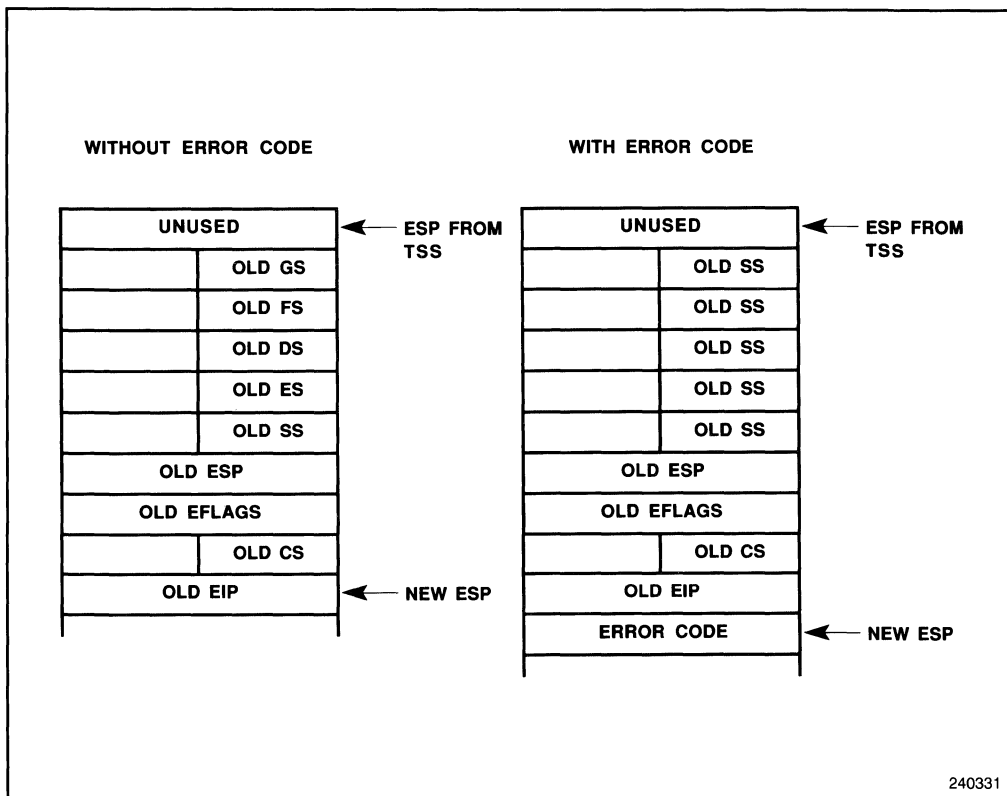 WITHOUT ERROR CODE
UNUSED
ESP FROM
TSS
OLD GS
OLD FS
OLD DS
OLD ES
OLD SS
OLD ESP
OLD EFLAGS
OLD CS
OLD EIP
NEW ESP
WITH ERROR CODE
UNUSED
ESP FROM
TSS
OLD SS
OLD SS
OLD SS
OLD SS
OLD SS
OLD ESP
OLD EFLAGS
OLD CS
OLD EIP
ERROR CODE
NEW ESP
240331